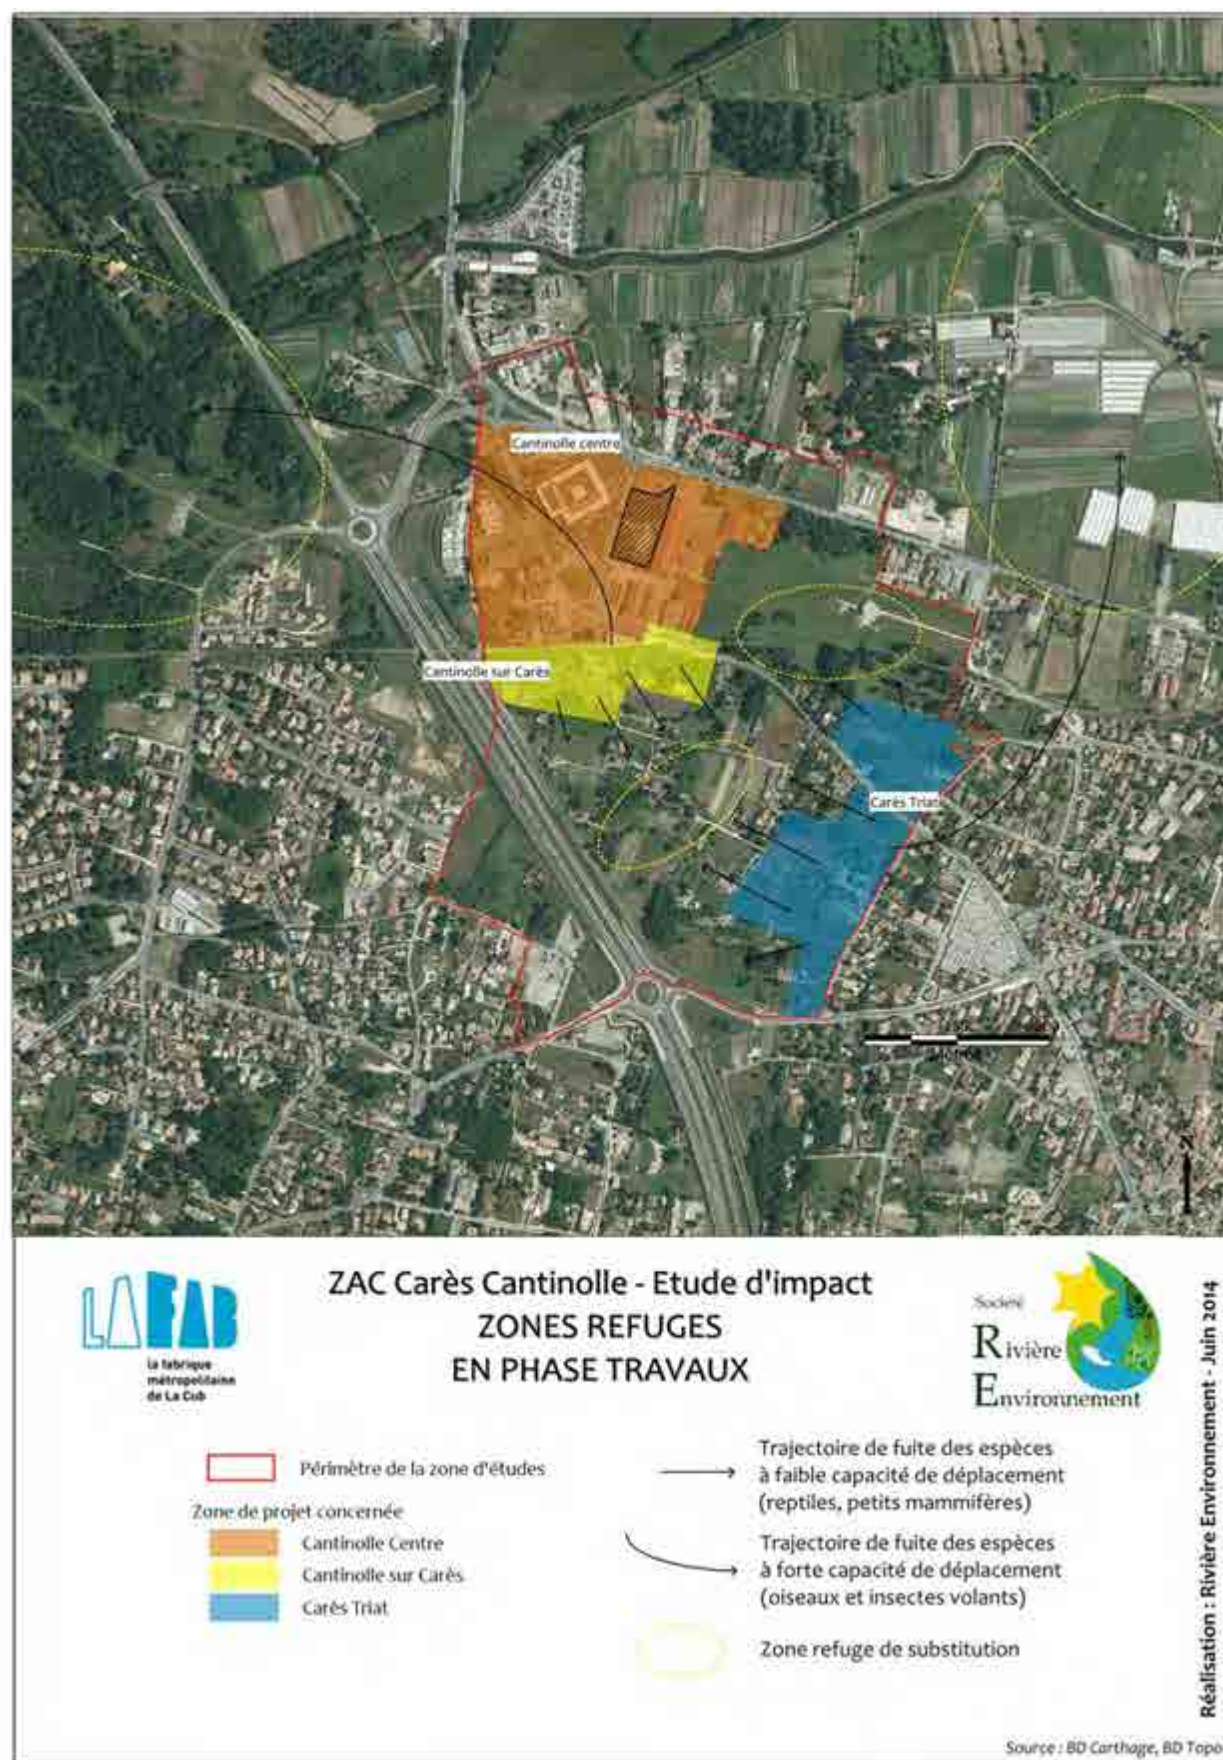 Cantinolle centre
Cantinolle sur Carès
Carès Triat
N
LA FAB
la fabrique
métropolitaine
de La Cub
ZAC Carès Cantinolle - Etude d'impact
ZONES REFUGES
EN PHASE TRAVAUX
Société
Rivière
Environnement
Périmètre de la zone d'études
Zone de projet concernée
Cantinolle Centre
Cantinolle sur Carès
Carès Triat
Trajectoire de fuite des espèces
à faible capacité de déplacement
(reptiles, petits mammifères)
Trajectoire de fuite des espèces
à forte capacité de déplacement
(oiseaux et insectes volants)
Zone refuge de substitution
Réalisation : Rivière Environnement - Juin 2014
Source : BD Carthage, BD Topo